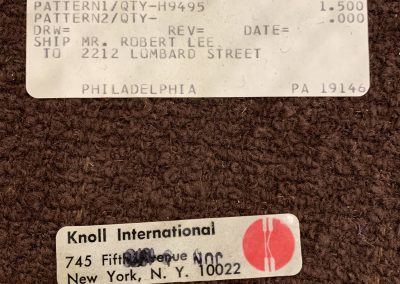 PATTERN1/QTY-H9495 1.500
PATTERN2/QTY- .000
DRW= REV= DATE=
SHIP MR. ROBERT LEE
TO 2212 LOMBARD STREET
PHILADELPHIA PA 19146
Knoll International
745 Fifth Avenue
New York, N. Y. 10022